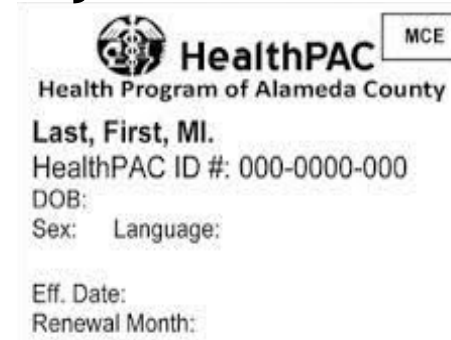 HealthPAC MCE
Health Program of Alameda County
Last, First, MI.
HealthPAC ID #: 000-0000-000
DOB:
Sex: Language:
Eff. Date:
Renewal Month: